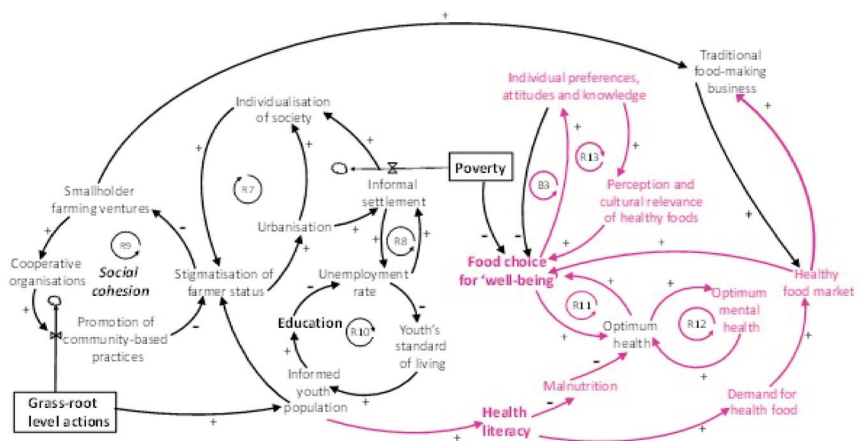 +
Traditional
food-making
business
Individual preferences,
attitudes and knowledge
Individualisation
of society
+
+
+
+
+
+
R13
B3
Poverty
R7
Smallholder
farming ventures
Informal
settlement
Perception and
cultural relevance
of healthy foods
+
-
Urbanisation
+
+
R9
+
+
R8
+
-
-
+
Cooperative
organisations
Social
cohesion
Stigmatisation of
farmer status
+
Unemployment
rate
Food choice
for ‘well-being’
+
Healthy
food market
+
Promotion of
community-based
practices
-
-
-
Education
R10
Youth’s
standard
of living
R11
+
+
Optimum
health
+
R12
Optimum
mental
health
+
+
+
Informed
youth
population
+
-
Malnutrition
+
Demand for
health food
Grass-root
level actions
+
+
Health
literacy
-
+